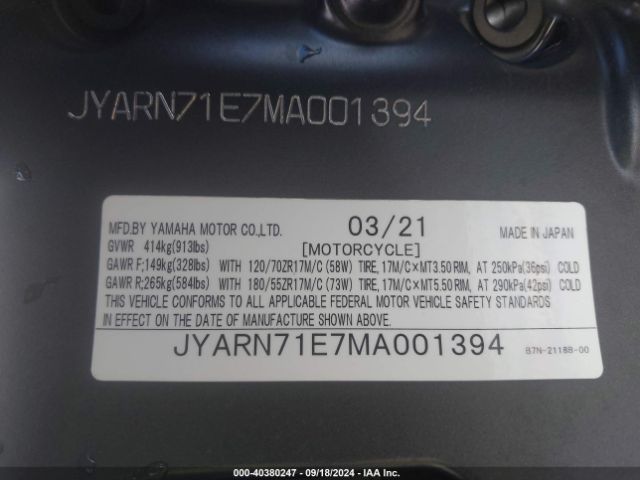 JYARN71E7MA001394
MFD.BY YAMAHA MOTOR CO.,LTD. 03/21 MADE IN JAPAN
GVWR 414kg(913lbs) [MOTORCYCLE]
GAWR F;149kg(328lbs) WITH 120/70ZR17M/C (58W) TIRE, 17M/C×MT3.50 RIM, AT 250kPa(36psi) COLD
GAWR R;265kg(584lbs) WITH 180/55ZR17M/C (73W) TIRE, 17M/C×MT5.50 RIM, AT 290kPa(42psi) COLD
THIS VEHICLE CONFORMS TO ALL APPLICABLE FEDERAL MOTOR VEHICLE SAFETY STANDARDS
IN EFFECT ON THE DATE OF MANUFACTURE SHOWN ABOVE.
JYARN71E7MA001394 B7N-2118B-00
000-40380247 - 09/18/2024 - IAA Inc.